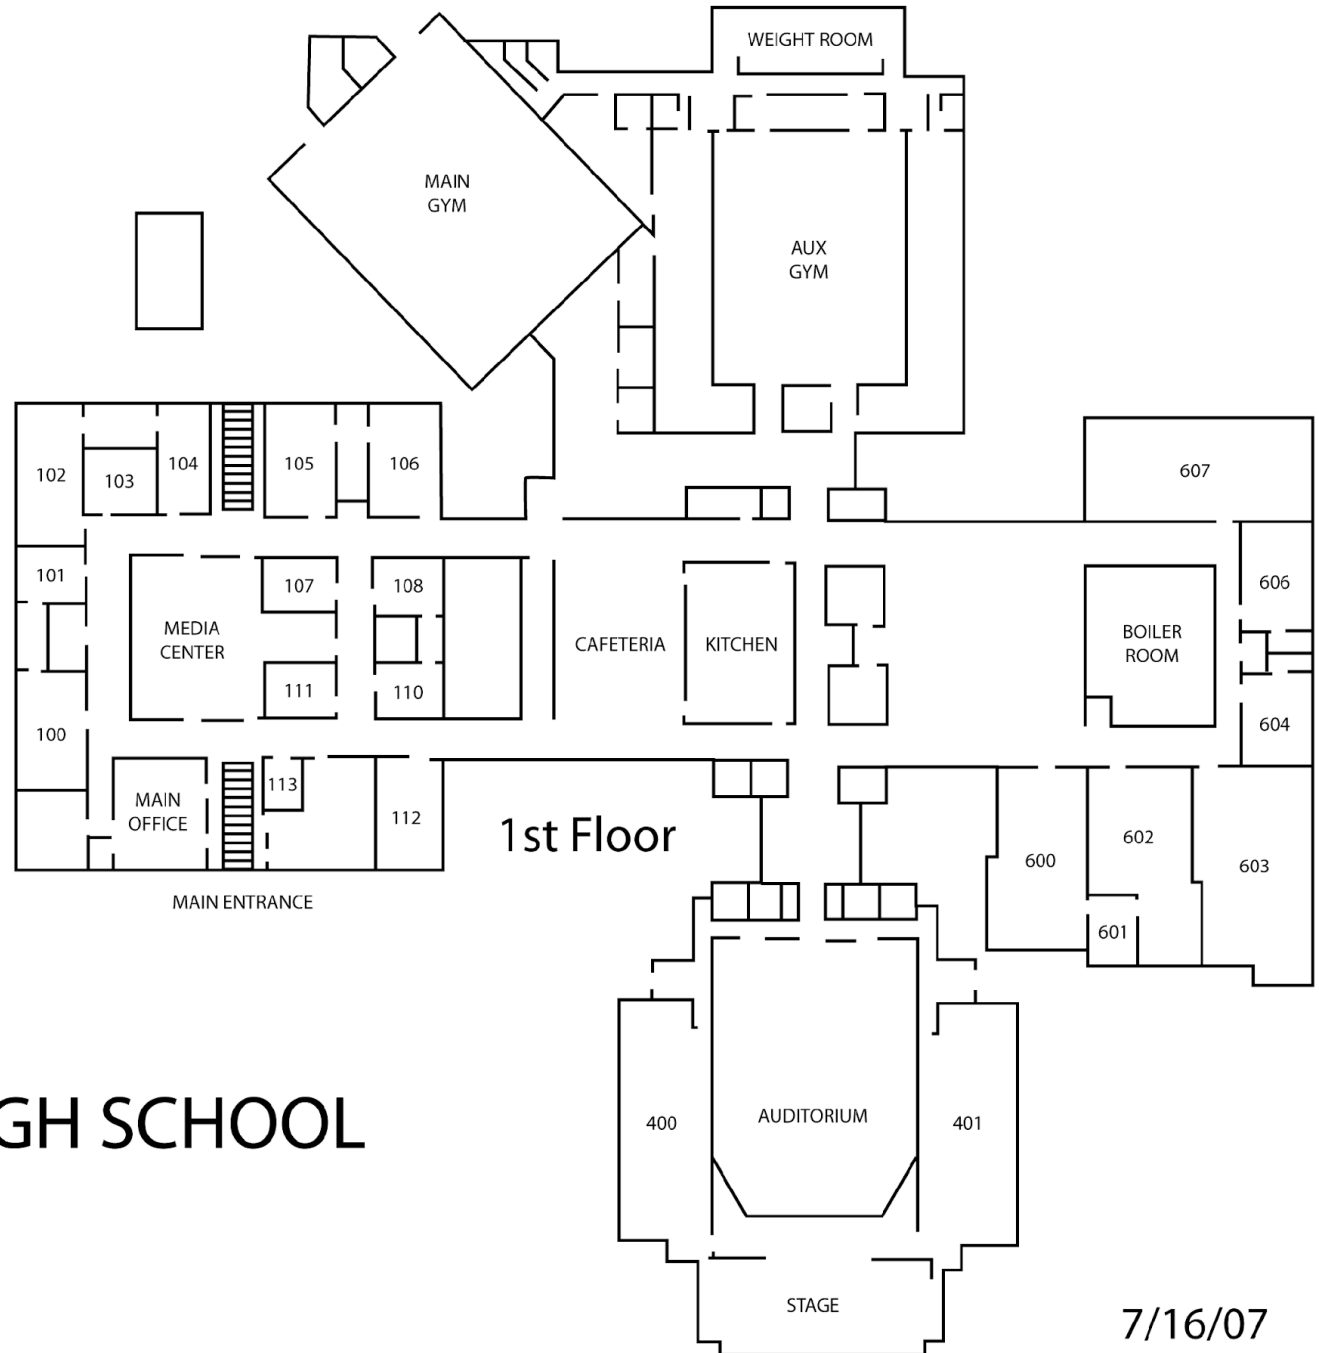 WEIGHT ROOM
MAIN
GYM
AUX
GYM
102
103
104
105
106
607
101
107
108
606
MEDIA
CENTER
CAFETERIA
KITCHEN
BOILER
ROOM
111
110
100
604
113
MAIN
OFFICE
112
1st Floor
600
602
603
MAIN ENTRANCE
601
GH SCHOOL
400
AUDITORIUM
401
STAGE
7/16/07